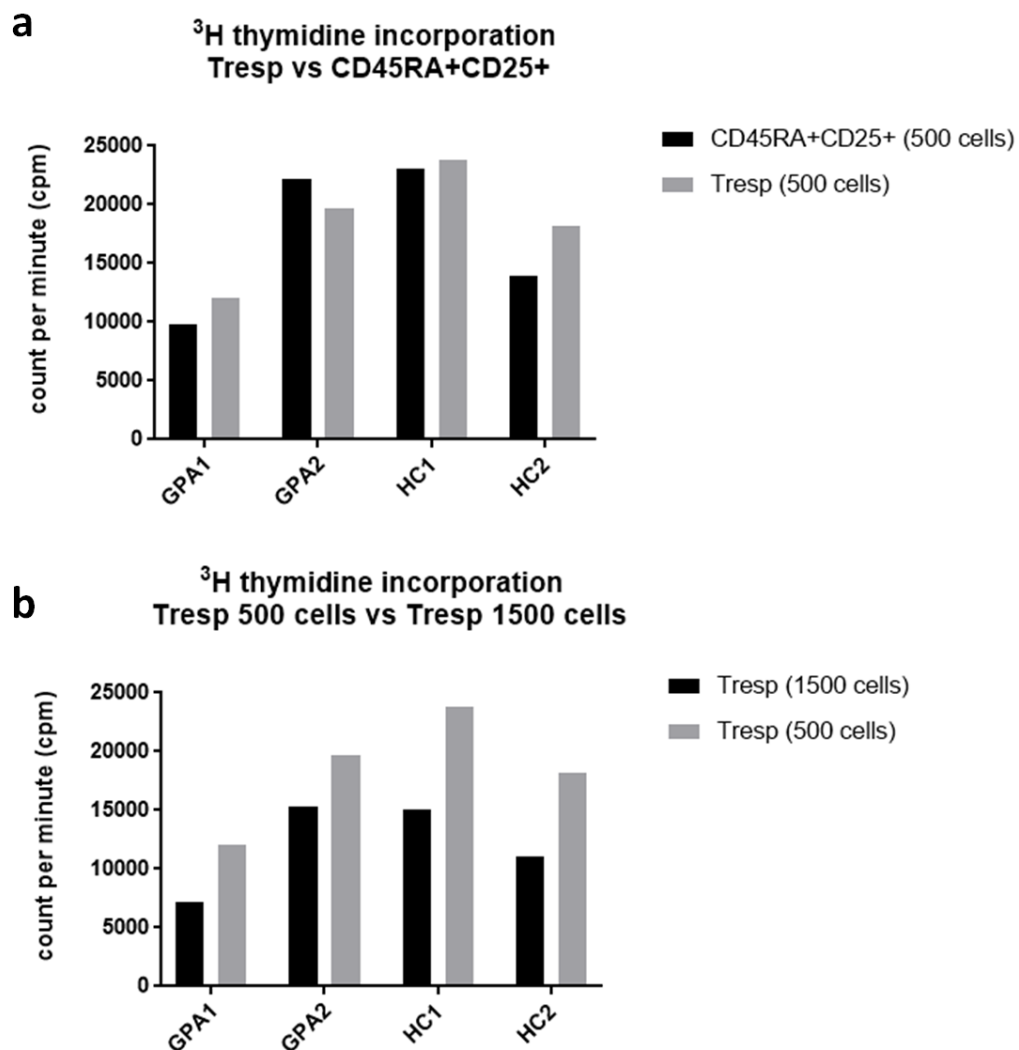 a
³H thymidine incorporation
Tresp vs CD45RA+CD25+
count per minute (cpm)
25000
20000
15000
10000
5000
0
GPA1
GPA2
HC1
HC2
CD45RA+CD25+ (500 cells)
Tresp (500 cells)
b
³H thymidine incorporation
Tresp 500 cells vs Tresp 1500 cells
count per minute (cpm)
25000
20000
15000
10000
5000
0
GPA1
GPA2
HC1
HC2
Tresp (1500 cells)
Tresp (500 cells)